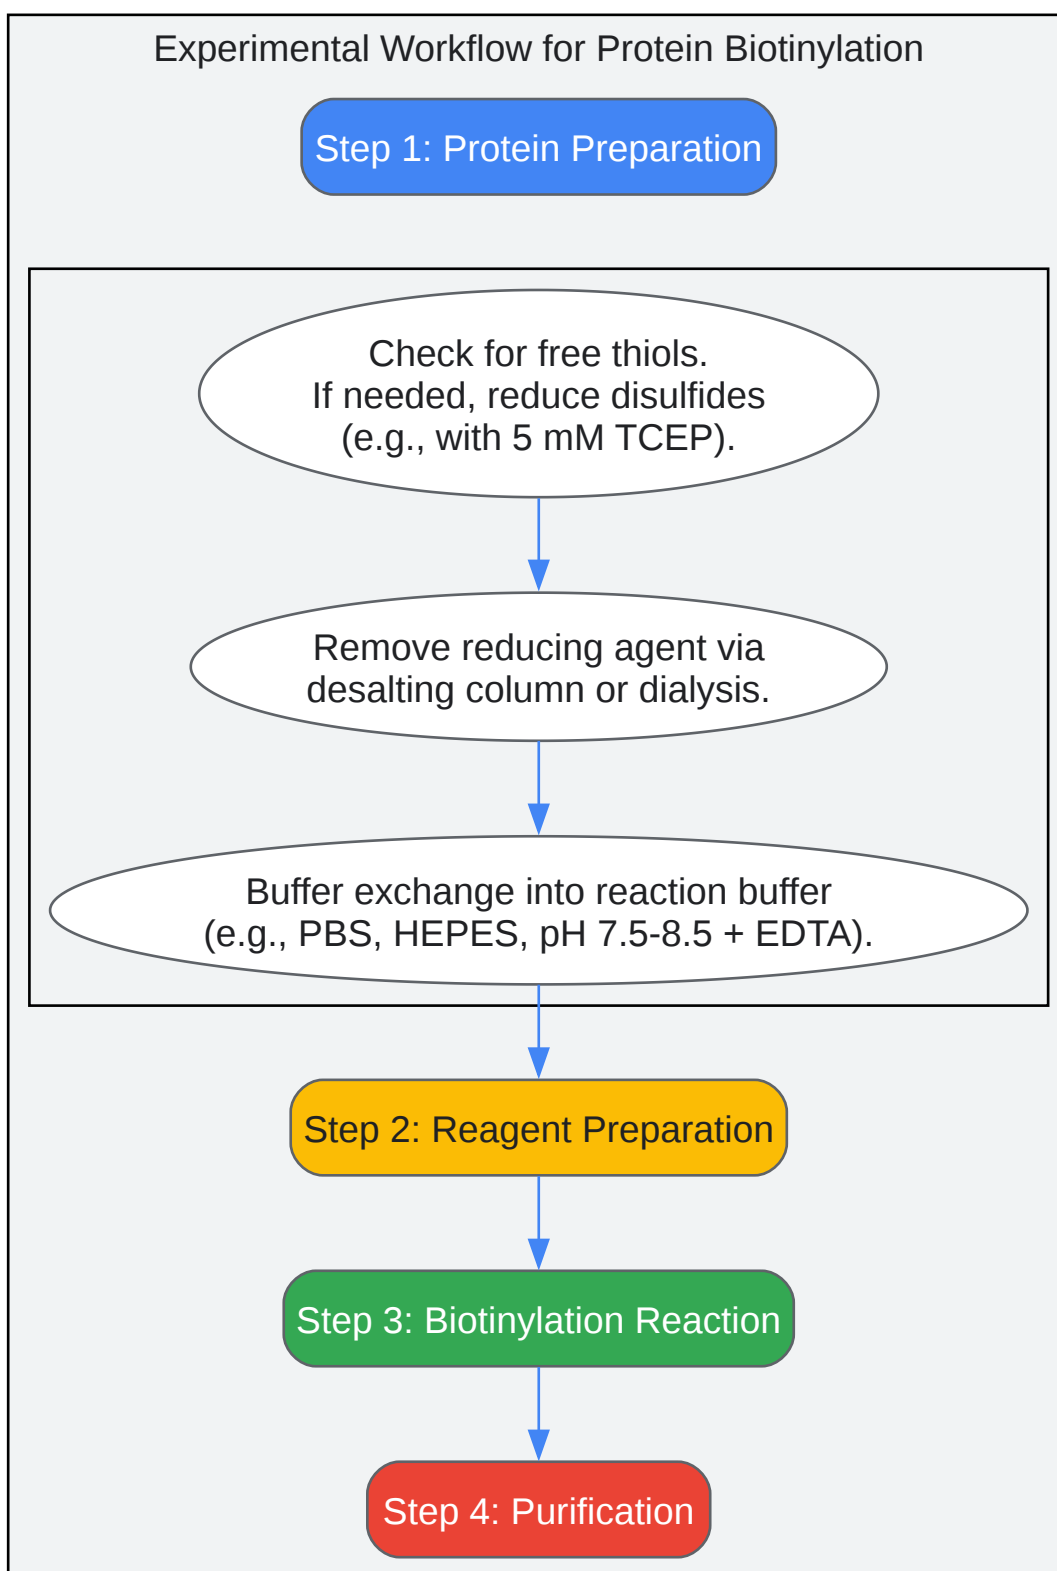 Experimental Workflow for Protein Biotinylation
Step 1: Protein Preparation
Check for free thiols.
If needed, reduce disulfides
(e.g., with 5 mM TCEP).
Remove reducing agent via
desalting column or dialysis.
Buffer exchange into reaction buffer
(e.g., PBS, HEPES, pH 7.5-8.5 + EDTA).
Step 2: Reagent Preparation
Step 3: Biotinylation Reaction
Step 4: Purification